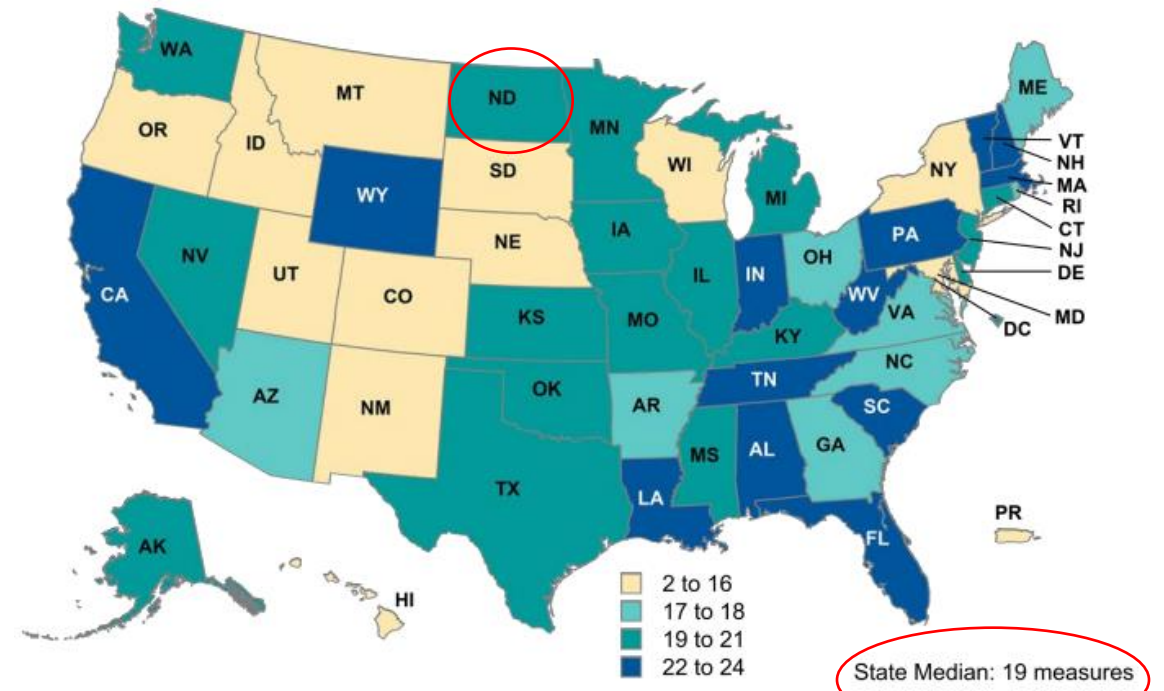 WA
MT
ND
MN
ME
OR
ID
SD
WI
NY
VT
NH
MA
RI
CT
NJ
DE
MD
DC
WY
MI
NV
UT
CO
NE
IA
IL
IN
OH
PA
WV
VA
CA
KS
MO
KY
NC
AZ
NM
OK
AR
TN
SC
MS
AL
GA
TX
LA
FL
PR
AK
HI
2 to 16
17 to 18
19 to 21
22 to 24
State Median: 19 measures